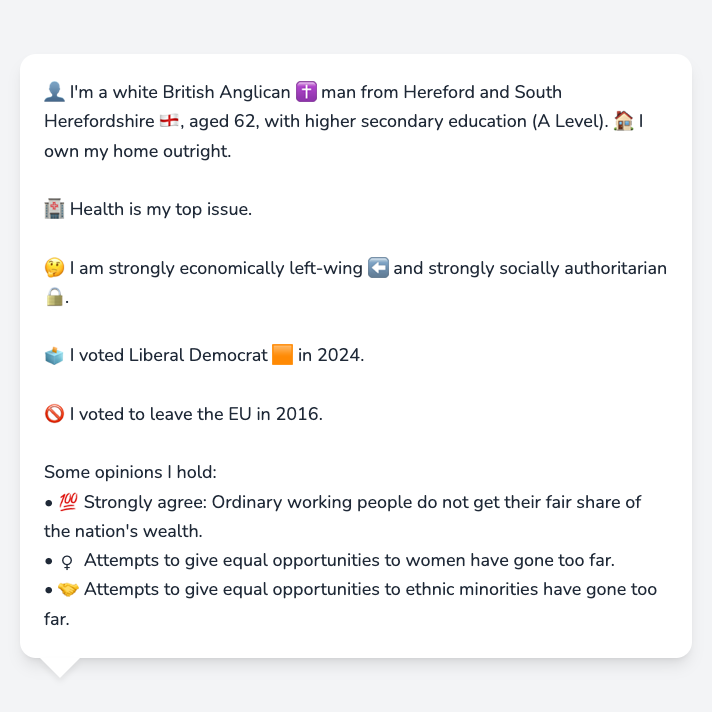 👤 I'm a white British Anglican ✝️ man from Hereford and South
Herefordshire 🏴󠁧󠁢󠁥󠁮󠁧󠁿, aged 62, with higher secondary education (A Level). 🏠 I
own my home outright.
🏥 Health is my top issue.
🤔 I am strongly economically left-wing ⬅️ and strongly socially authoritarian
🔒.
🗳️ I voted Liberal Democrat 🟧 in 2024.
🚫 I voted to leave the EU in 2016.
Some opinions I hold:
• 💯 Strongly agree: Ordinary working people do not get their fair share of
the nation's wealth.
• ♀ Attempts to give equal opportunities to women have gone too far.
• 🤝 Attempts to give equal opportunities to ethnic minorities have gone too
far.